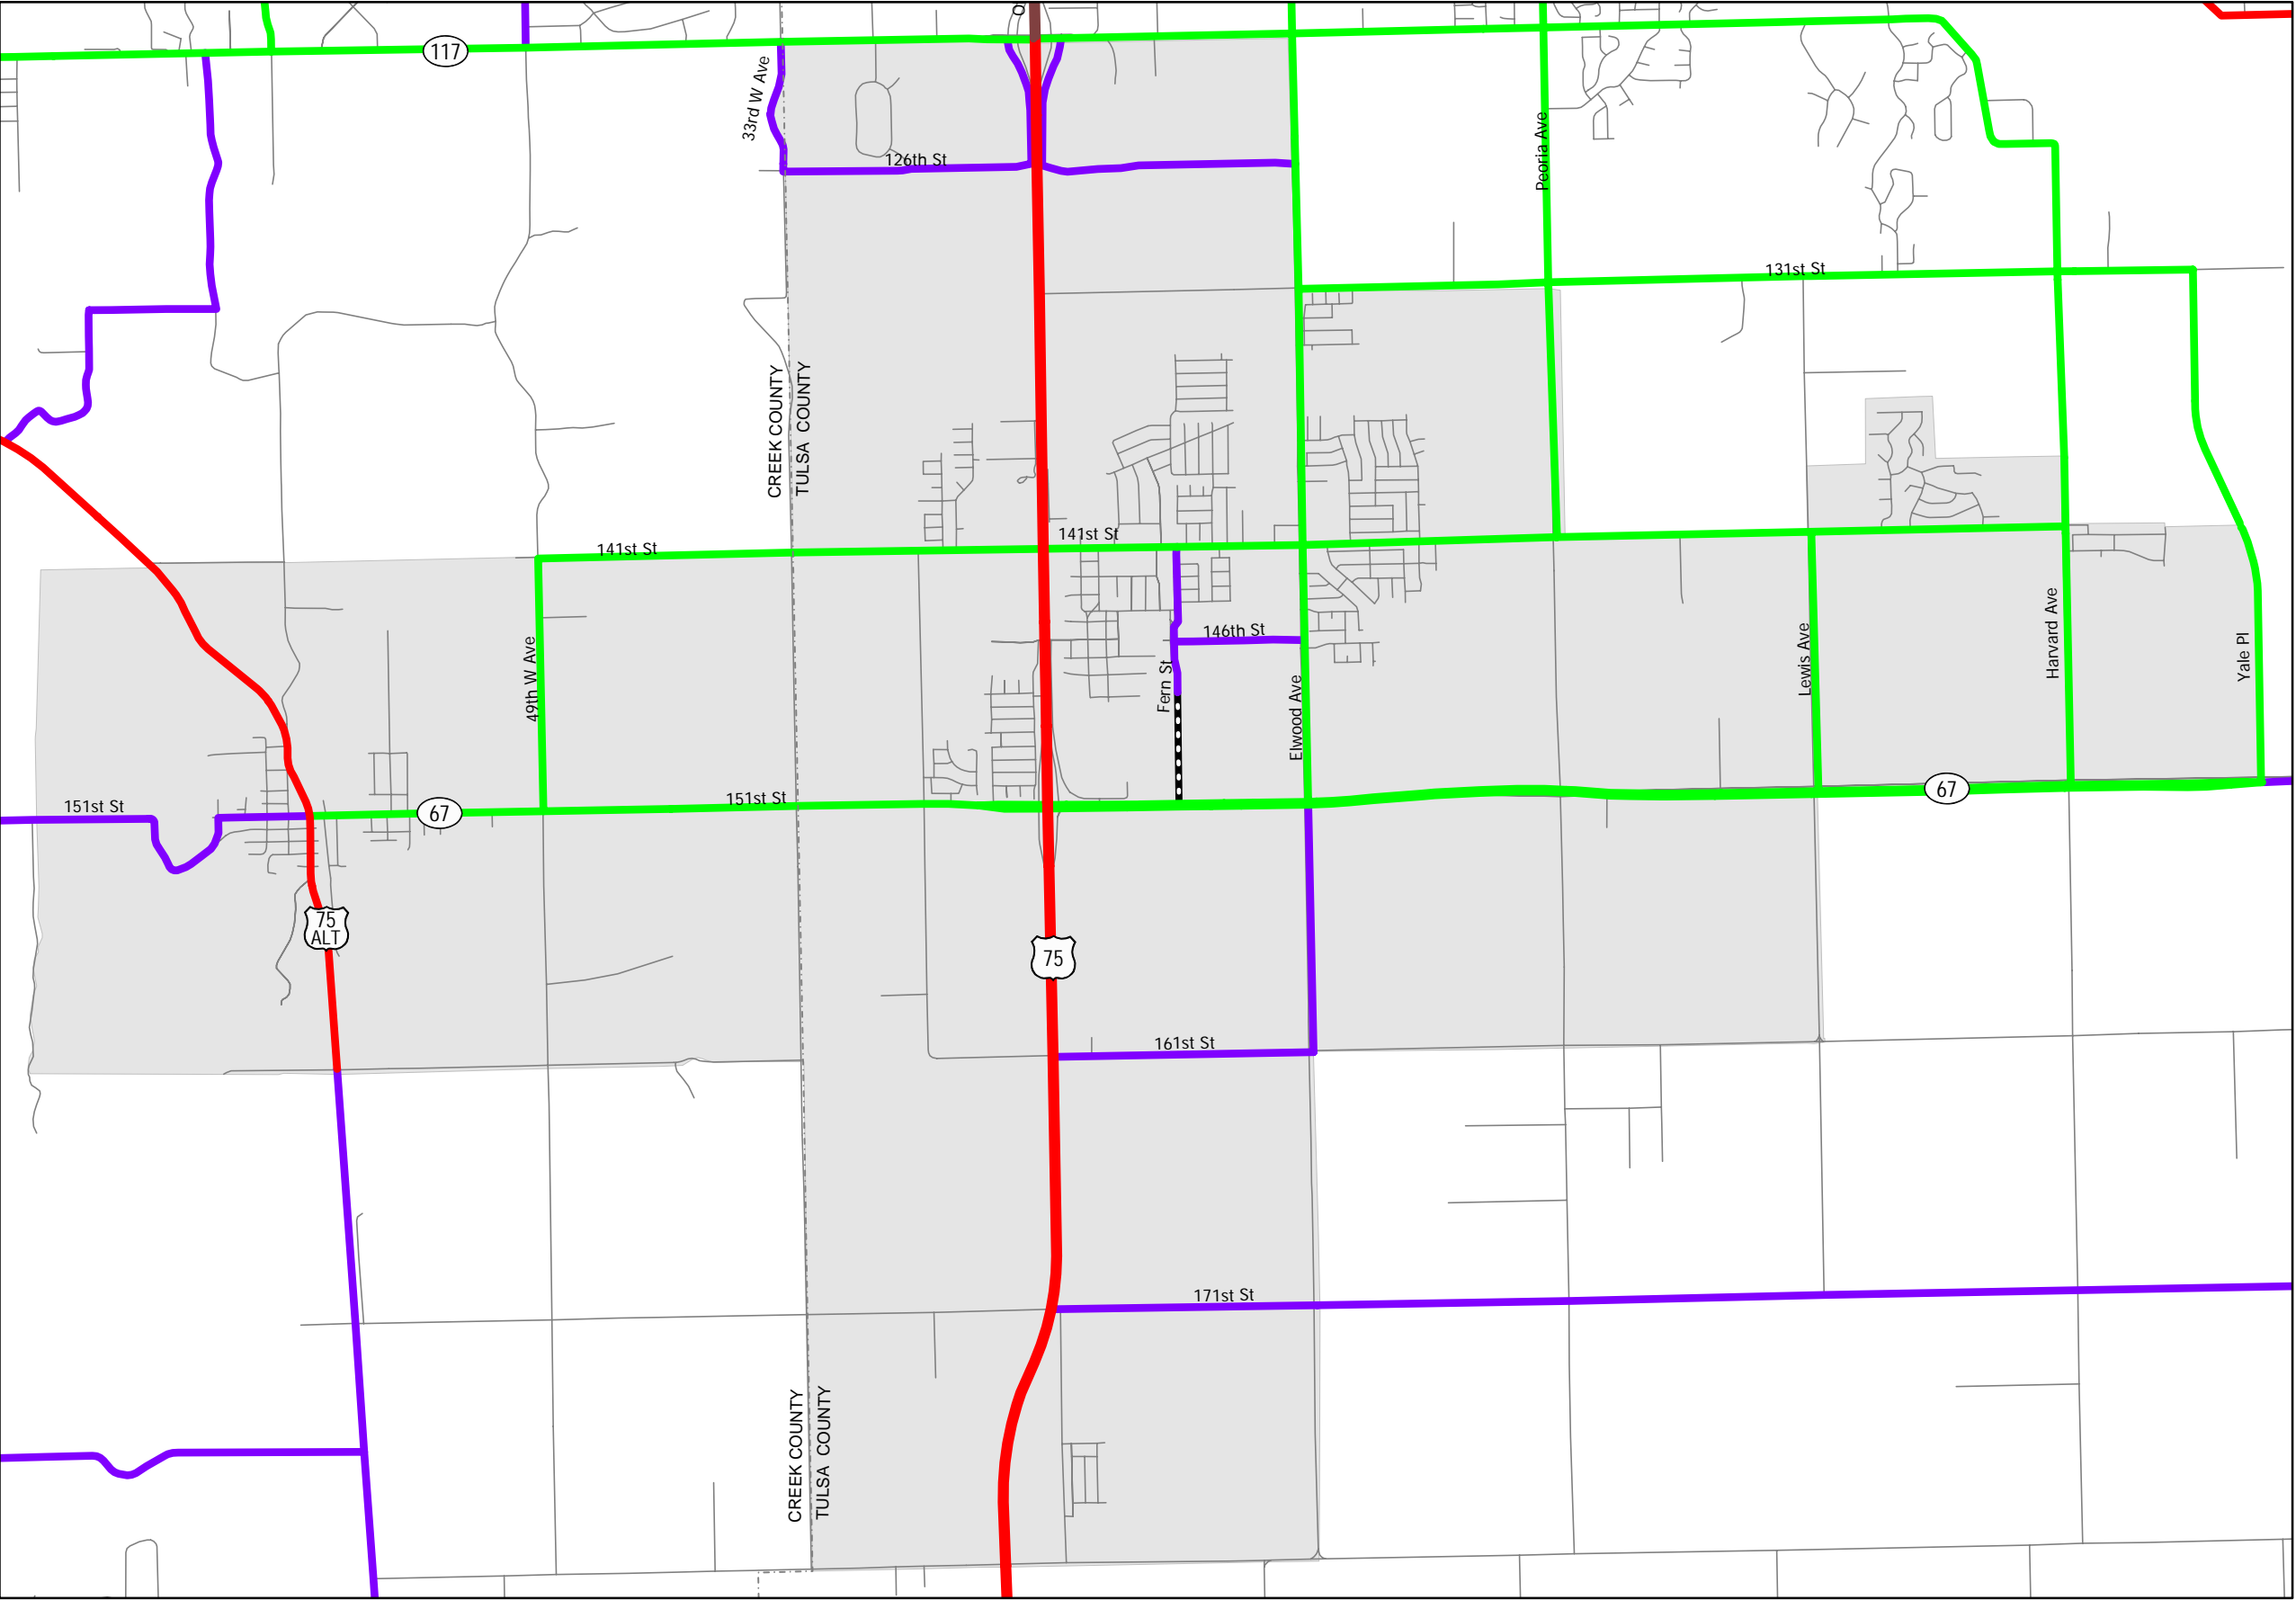 117
33rd W Ave
126th St
Peoria Ave
131st St
CREEK COUNTY
TULSA COUNTY
141st St
141st St
49th W Ave
146th St
Fern St
Elwood Ave
Lewis Ave
Harvard Ave
Yale Pl
151st St
67
151st St
67
75
ALT
75
161st St
171st St
CREEK COUNTY
TULSA COUNTY